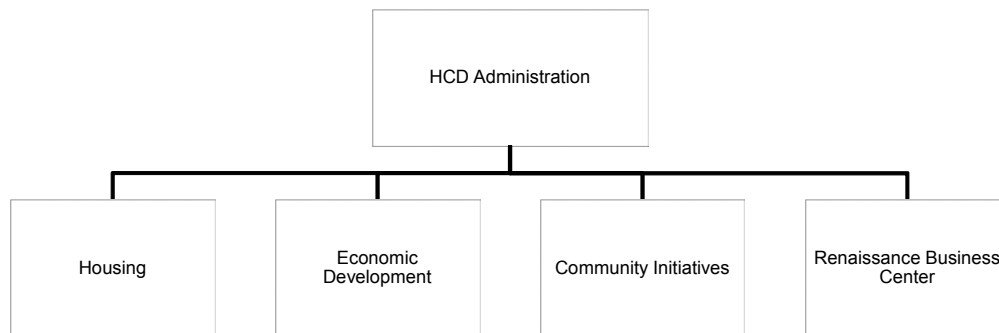 HCD Administration
Housing
Economic
Development
Community Initiatives
Renaissance Business
Center